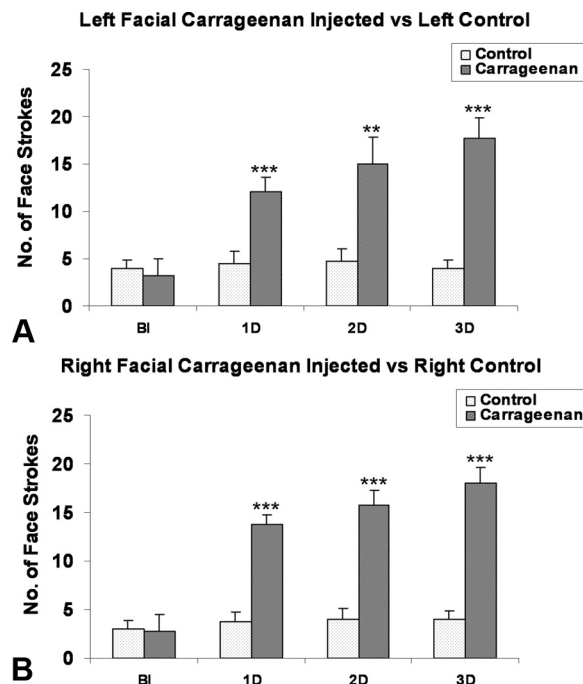 Left Facial Carrageenan Injected vs Left Control
Control
Carrageenan
No. of Face Strokes
25
20
15
10
5
0
***
**
***
BI 1D 2D 3D
A
Right Facial Carrageenan Injected vs Right Control
Control
Carrageenan
No. of Face Strokes
25
20
15
10
5
0
***
***
***
BI 1D 2D 3D
B